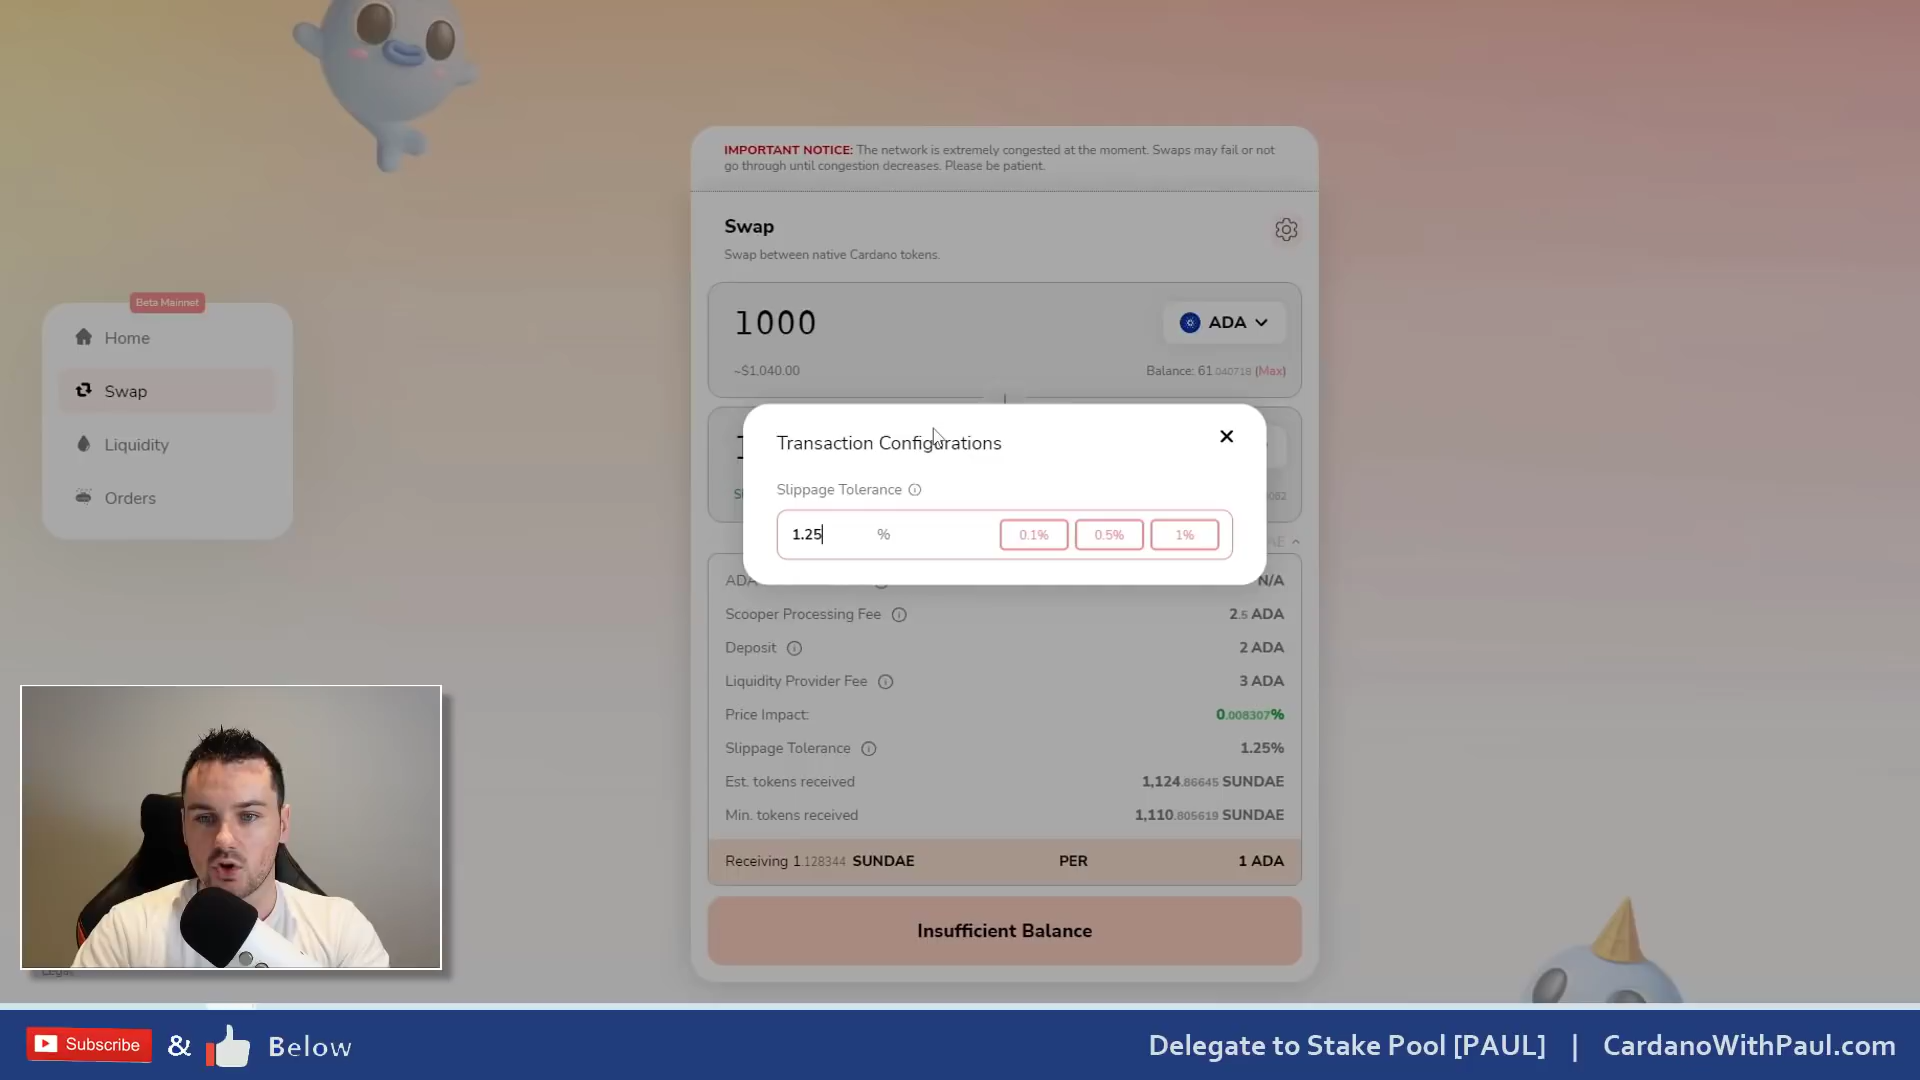 IMPORTANT NOTICE: The network is extremely congested at the moment. Swaps may fail or not
go through until congestion decreases. Please be patient.
Swap
Swap between native Cardano tokens.
1000
ADA
~$1,040.00
Balance: 61.040718 (Max)
Beta Mainnet
Home
Swap
Liquidity
Orders
Transaction Configurations
Slippage Tolerance
1.25 %
0.1%
0.5%
1%
ADA
N/A
Scooper Processing Fee
2.5 ADA
Deposit
2 ADA
Liquidity Provider Fee
3 ADA
Price Impact:
0.008307%
Slippage Tolerance
1.25%
Est. tokens received
1,124.86645 SUNDAE
Min. tokens received
1,110.805619 SUNDAE
Receiving 1.128344 SUNDAE PER 1 ADA
Insufficient Balance
Subscribe & Below
Delegate to Stake Pool [PAUL] | CardanoWithPaul.com